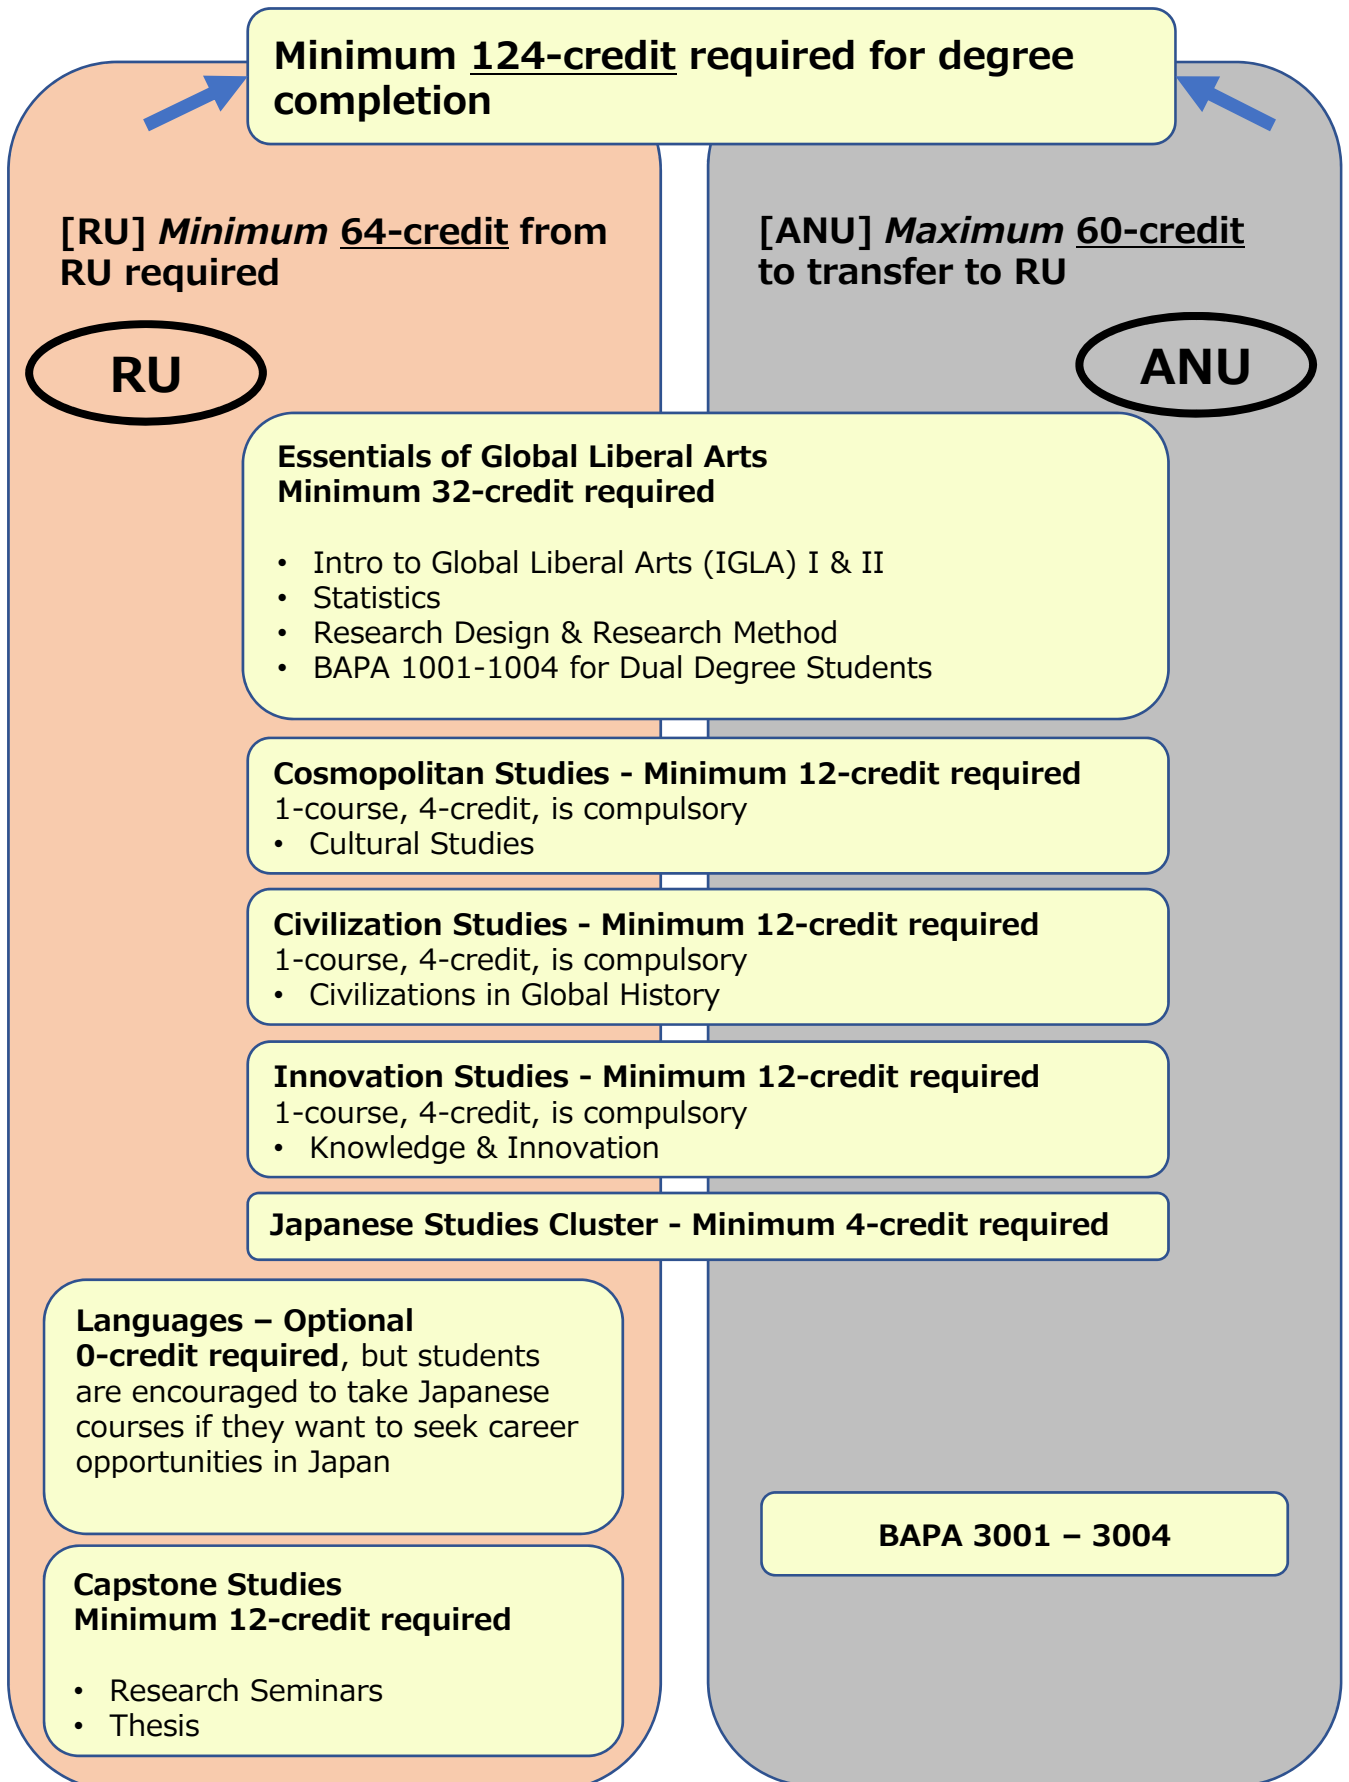 Minimum 124-credit required for degree
completion
[RU] Minimum 64-credit from
RU required
[ANU] Maximum 60-credit
to transfer to RU
RU
ANU
Essentials of Global Liberal Arts
Minimum 32-credit required
• Intro to Global Liberal Arts (IGLA) I & II
• Statistics
• Research Design & Research Method
• BAPA 1001-1004 for Dual Degree Students
Cosmopolitan Studies - Minimum 12-credit required
1-course, 4-credit, is compulsory
• Cultural Studies
Civilization Studies - Minimum 12-credit required
1-course, 4-credit, is compulsory
• Civilizations in Global History
Innovation Studies - Minimum 12-credit required
1-course, 4-credit, is compulsory
• Knowledge & Innovation
Japanese Studies Cluster - Minimum 4-credit required
Languages – Optional
0-credit required, but students
are encouraged to take Japanese
courses if they want to seek career
opportunities in Japan
BAPA 3001 – 3004
Capstone Studies
Minimum 12-credit required
• Research Seminars
• Thesis